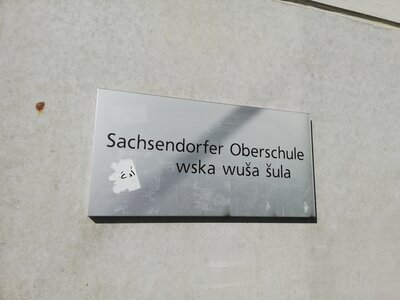 Sachsendorfer Oberschule
wska wuša šula